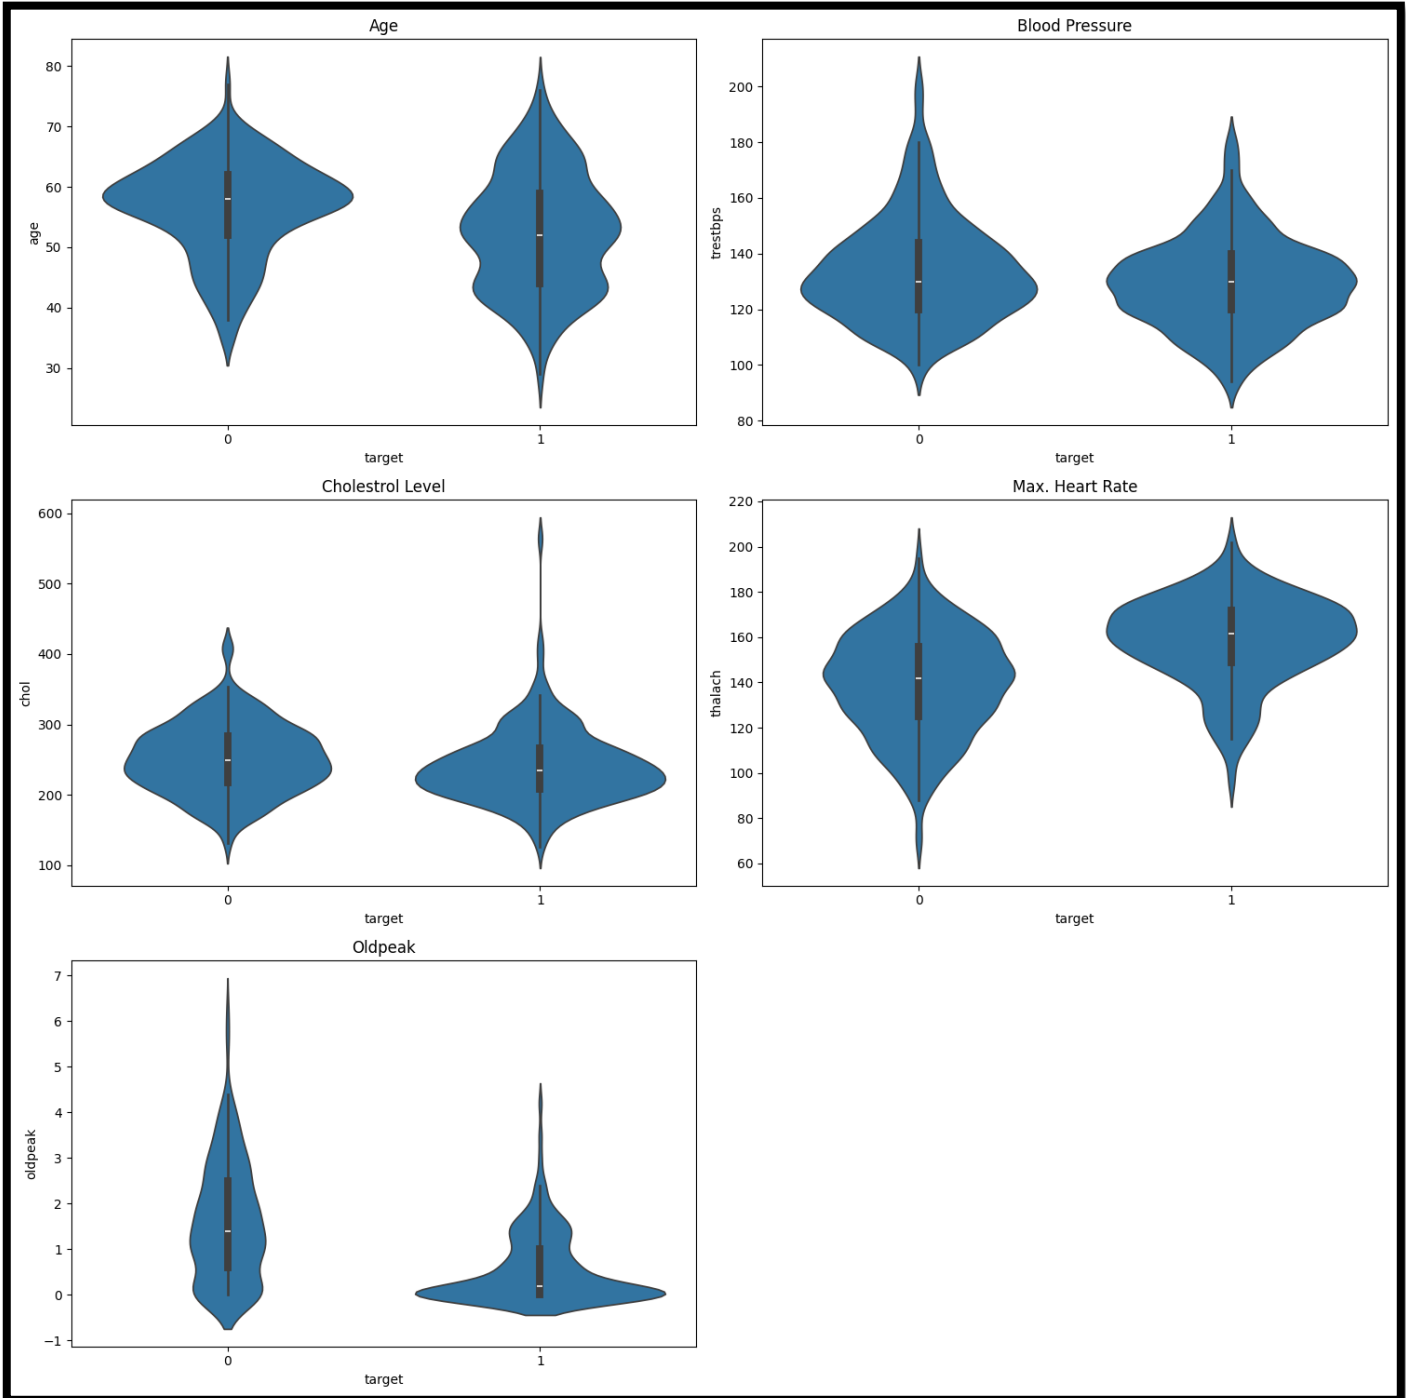 Age
80
70
60
50
40
30
age
0 1
target
Blood Pressure
200
180
160
140
120
100
80
trestbps
0 1
target
Cholestrol Level
600
500
400
300
200
100
chol
0 1
target
Max. Heart Rate
220
200
180
160
140
120
100
80
60
thalach
0 1
target
Oldpeak
7
6
5
4
3
2
1
0
−1
oldpeak
0 1
target